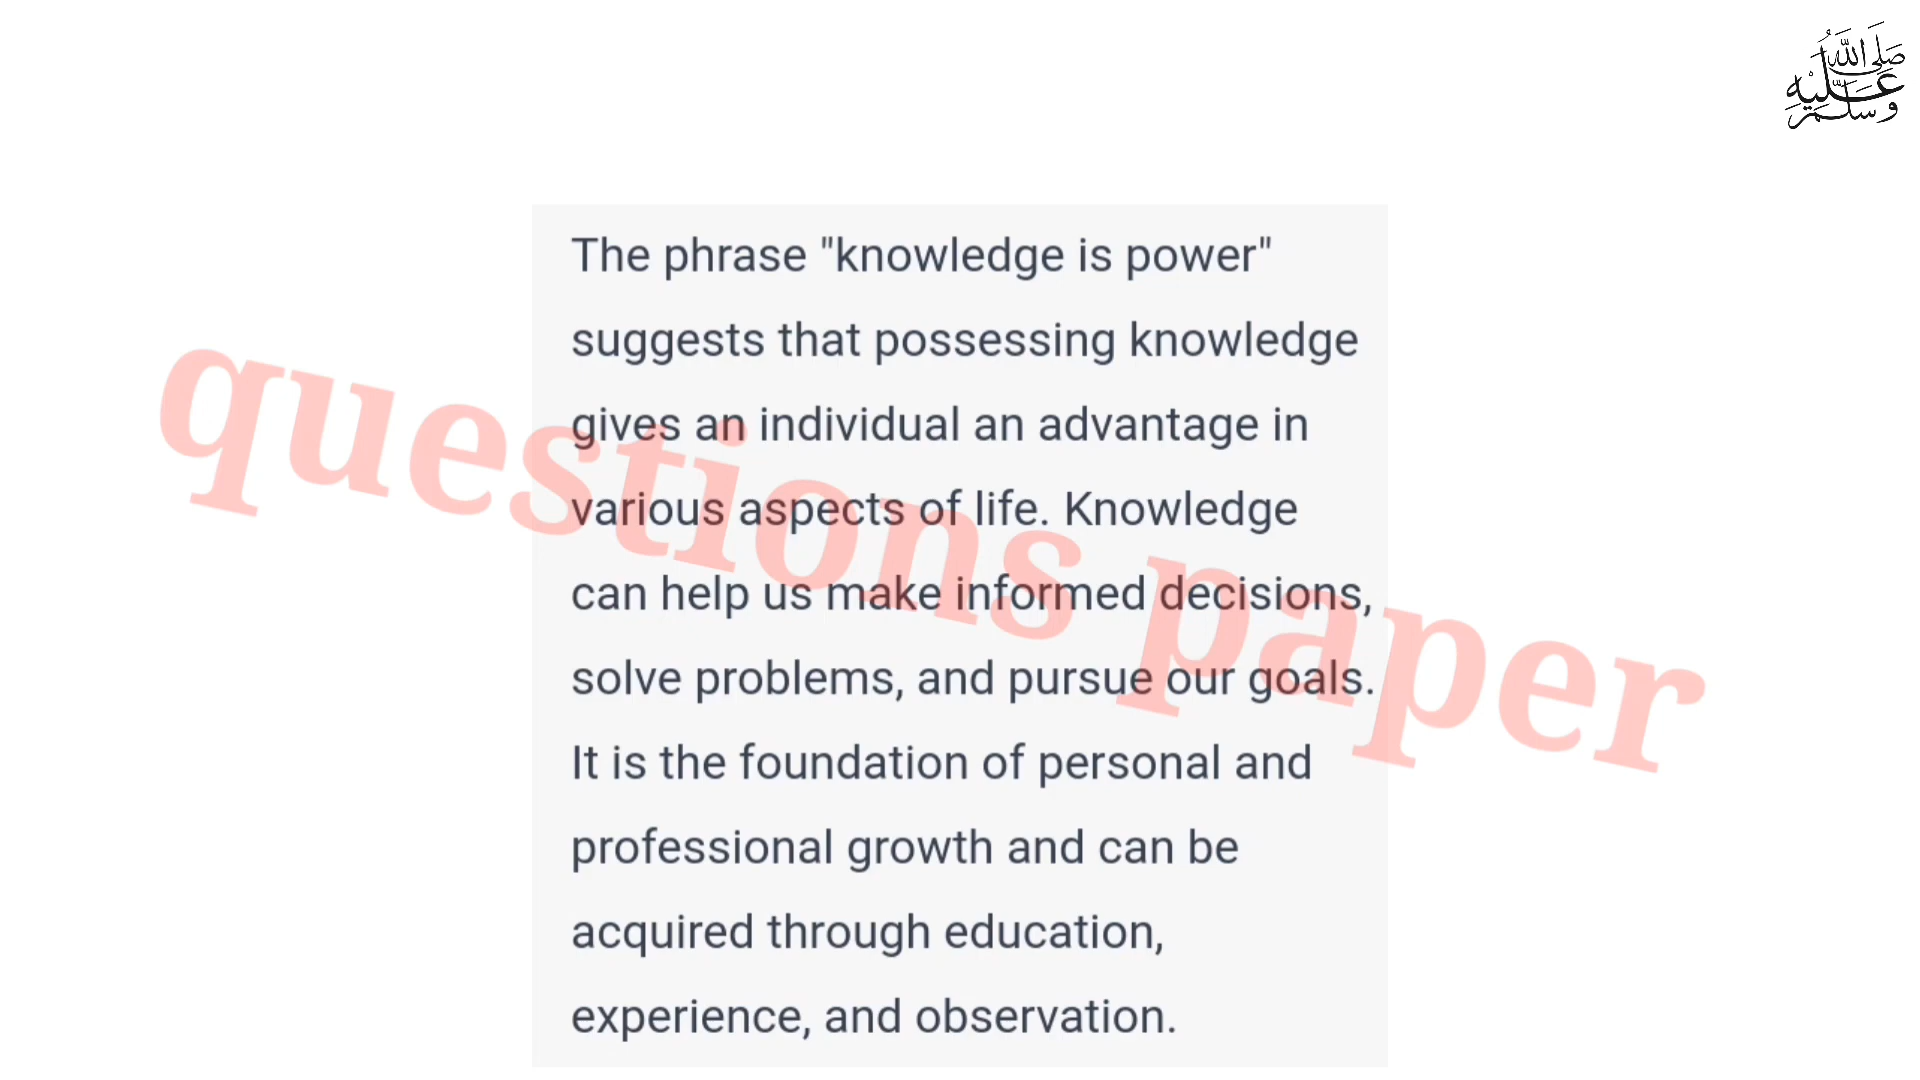 صلى الله
عليه
وسلم
The phrase "knowledge is power"
suggests that possessing knowledge
gives an individual an advantage in
various aspects of life. Knowledge
can help us make informed decisions,
solve problems, and pursue our goals.
It is the foundation of personal and
professional growth and can be
acquired through education,
experience, and observation.
questions paper